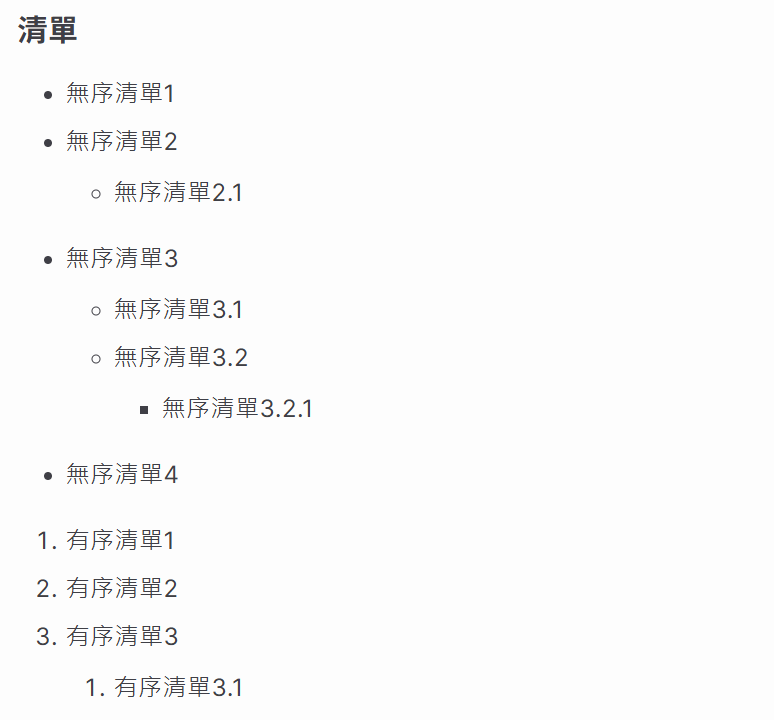 清單
• 無序清單1
• 無序清單2
◦ 無序清單2.1
• 無序清單3
◦ 無序清單3.1
◦ 無序清單3.2
▪ 無序清單3.2.1
• 無序清單4
1. 有序清單1
2. 有序清單2
3. 有序清單3
1. 有序清單3.1